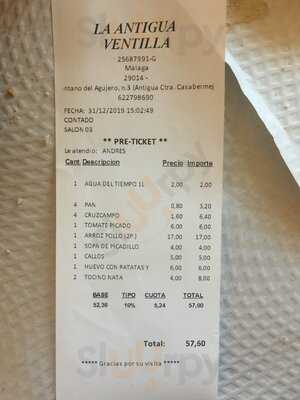 LA ANTIGUA
VENTILLA
25687991-G
Malaga
29014 -
ntano del Agujero, n.3 (Antigua Ctra. Casaberme
622798690
FECHA: 31/12/2019 15:02:49
CONTADO
SALON 03
** PRE-TICKET **
Le atendio: ANDRES
Cant. Descripcion Precio Importe
1 AGUA DEL TIEMPO 1L 2,00 2,00
4 PAN 0,80 3,20
4 CRUZCAMPO 1,60 6,40
1 TOMATE PICADO 6,00 6,00
1 ARROZ POLLO (2P.) 17,00 17,00
1 SOPA DE PICADILLO 4,00 4,00
1 CALLOS 5,00 5,00
1 HUEVO CON PATATAS Y 6,00 6,00
2 TOCINO NATA 4,00 8,00
BASE TIPO CUOTA TOTAL
52,36 10% 5,24 57,60
Total: 57,60
***** Gracias por su visita *****